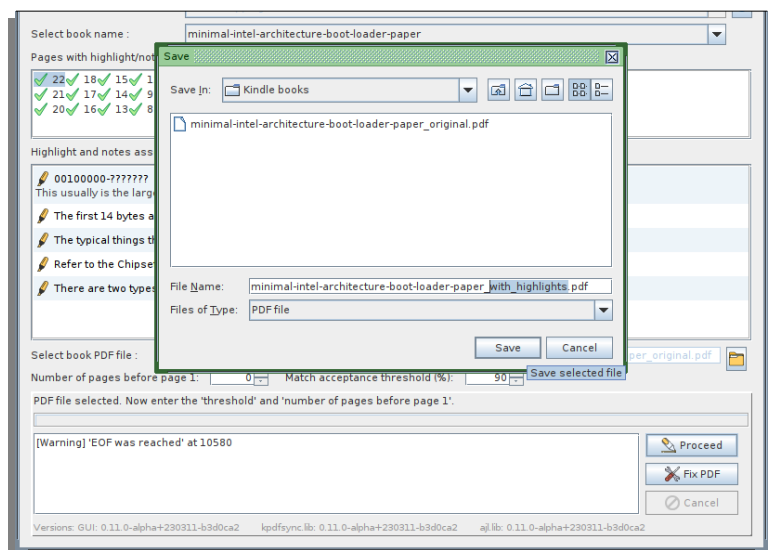 Select book name :
minimal-intel-architecture-boot-loader-paper
Pages with highlight/not
22 18 15 1
21 17 14 9
20 16 13 8
Save
Save In: Kindle books
minimal-intel-architecture-boot-loader-paper_original.pdf
File Name: minimal-intel-architecture-boot-loader-paper_with_highlights.pdf
Files of Type: PDF file
Save Cancel
Save selected file
Highlight and notes ass
00100000-???????
This usually is the larg
The first 14 bytes a
The typical things th
Refer to the Chipse
There are two types
Select book PDF file : per_original.pdf
Number of pages before page 1: 0 Match acceptance threshold (%): 90
PDF file selected. Now enter the 'threshold' and 'number of pages before page 1'.
[Warning] 'EOF was reached' at 10580
Proceed
Fix PDF
Cancel
Versions: GUI: 0.11.0-alpha+230311-b3d0ca2 kpdfsync.lib: 0.11.0-alpha+230311-b3d0ca2 ajl.lib: 0.11.0-alpha+230311-b3d0ca2